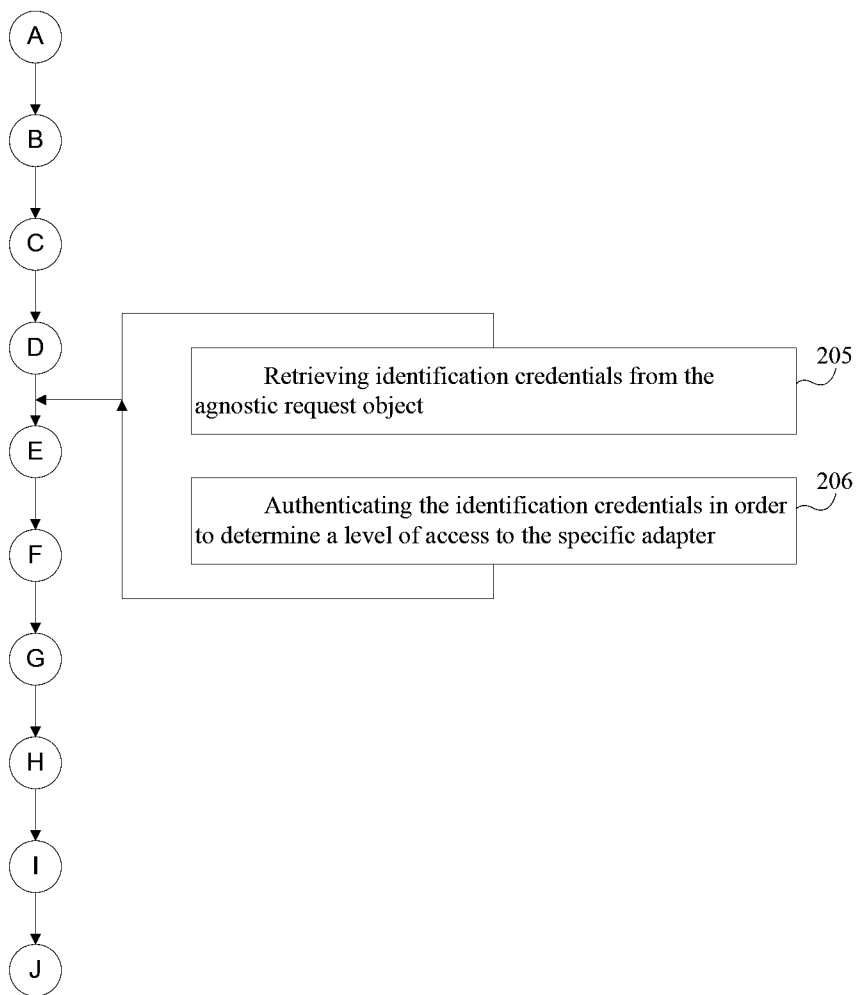 A
B
C
D
205
Retrieving identification credentials from the
agnostic request object
E
206
Authenticating the identification credentials in order
to determine a level of access to the specific adapter
F
G
H
I
J